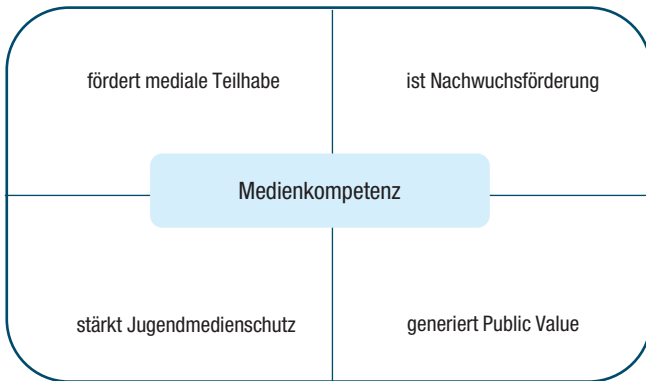 fördert mediale Teilhabe
ist Nachwuchsförderung
Medienkompetenz
stärkt Jugendmedienschutz
generiert Public Value